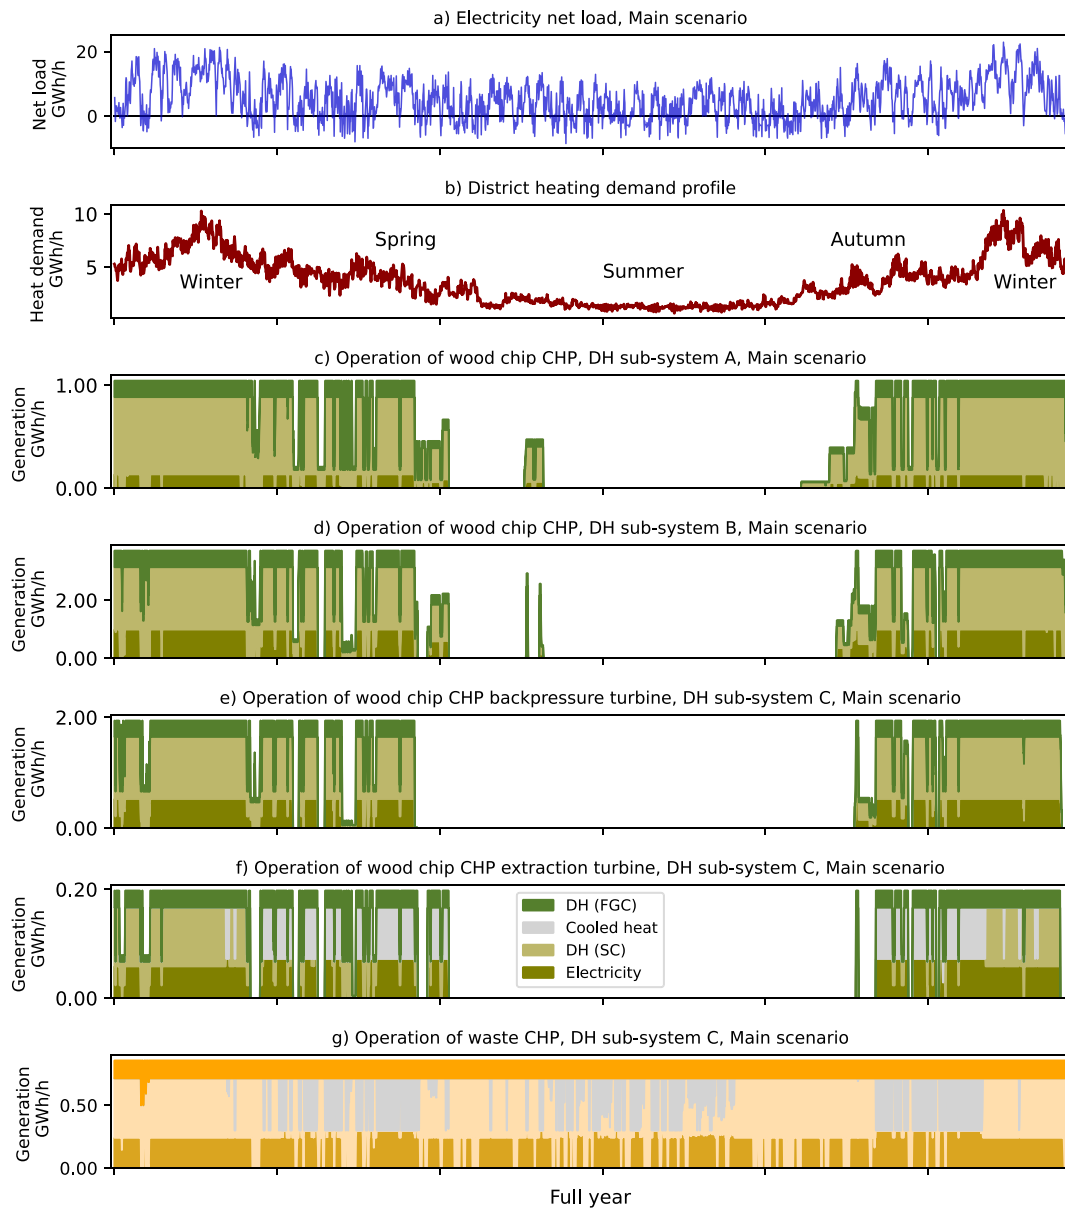 a) Electricity net load, Main scenario
Net load
GWh/h
20
0
b) District heating demand profile
Heat demand
GWh/h
10
5
Winter
Spring
Summer
Autumn
Winter
c) Operation of wood chip CHP, DH sub-system A, Main scenario
Generation
GWh/h
1.00
0.00
d) Operation of wood chip CHP, DH sub-system B, Main scenario
Generation
GWh/h
2.00
0.00
e) Operation of wood chip CHP backpressure turbine, DH sub-system C, Main scenario
Generation
GWh/h
2.00
0.00
f) Operation of wood chip CHP extraction turbine, DH sub-system C, Main scenario
Generation
GWh/h
0.20
0.00
DH (FGC)
Cooled heat
DH (SC)
Electricity
g) Operation of waste CHP, DH sub-system C, Main scenario
Generation
GWh/h
0.50
0.00
Full year